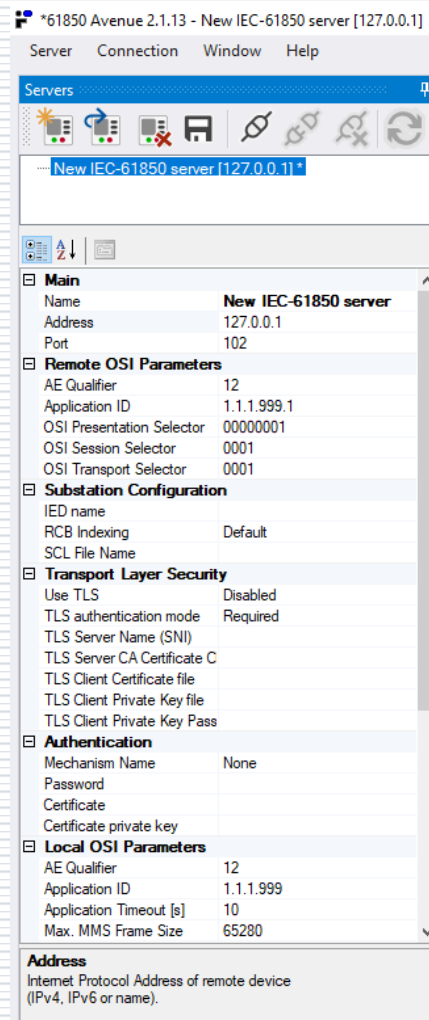 *61850 Avenue 2.1.13 - New IEC-61850 server [127.0.0.1]
Server Connection Window Help
Servers
New IEC-61850 server [127.0.0.1] *
Main
Name New IEC-61850 server
Address 127.0.0.1
Port 102
Remote OSI Parameters
AE Qualifier 12
Application ID 1.1.1.999.1
OSI Presentation Selector 00000001
OSI Session Selector 0001
OSI Transport Selector 0001
Substation Configuration
IED name
RCB Indexing Default
SCL File Name
Transport Layer Security
Use TLS Disabled
TLS authentication mode Required
TLS Server Name (SNI)
TLS Server CA Certificate C
TLS Client Certificate file
TLS Client Private Key file
TLS Client Private Key Pass
Authentication
Mechanism Name None
Password
Certificate
Certificate private key
Local OSI Parameters
AE Qualifier 12
Application ID 1.1.1.999
Application Timeout [s] 10
Max. MMS Frame Size 65280
Address
Internet Protocol Address of remote device
(IPv4, IPv6 or name).